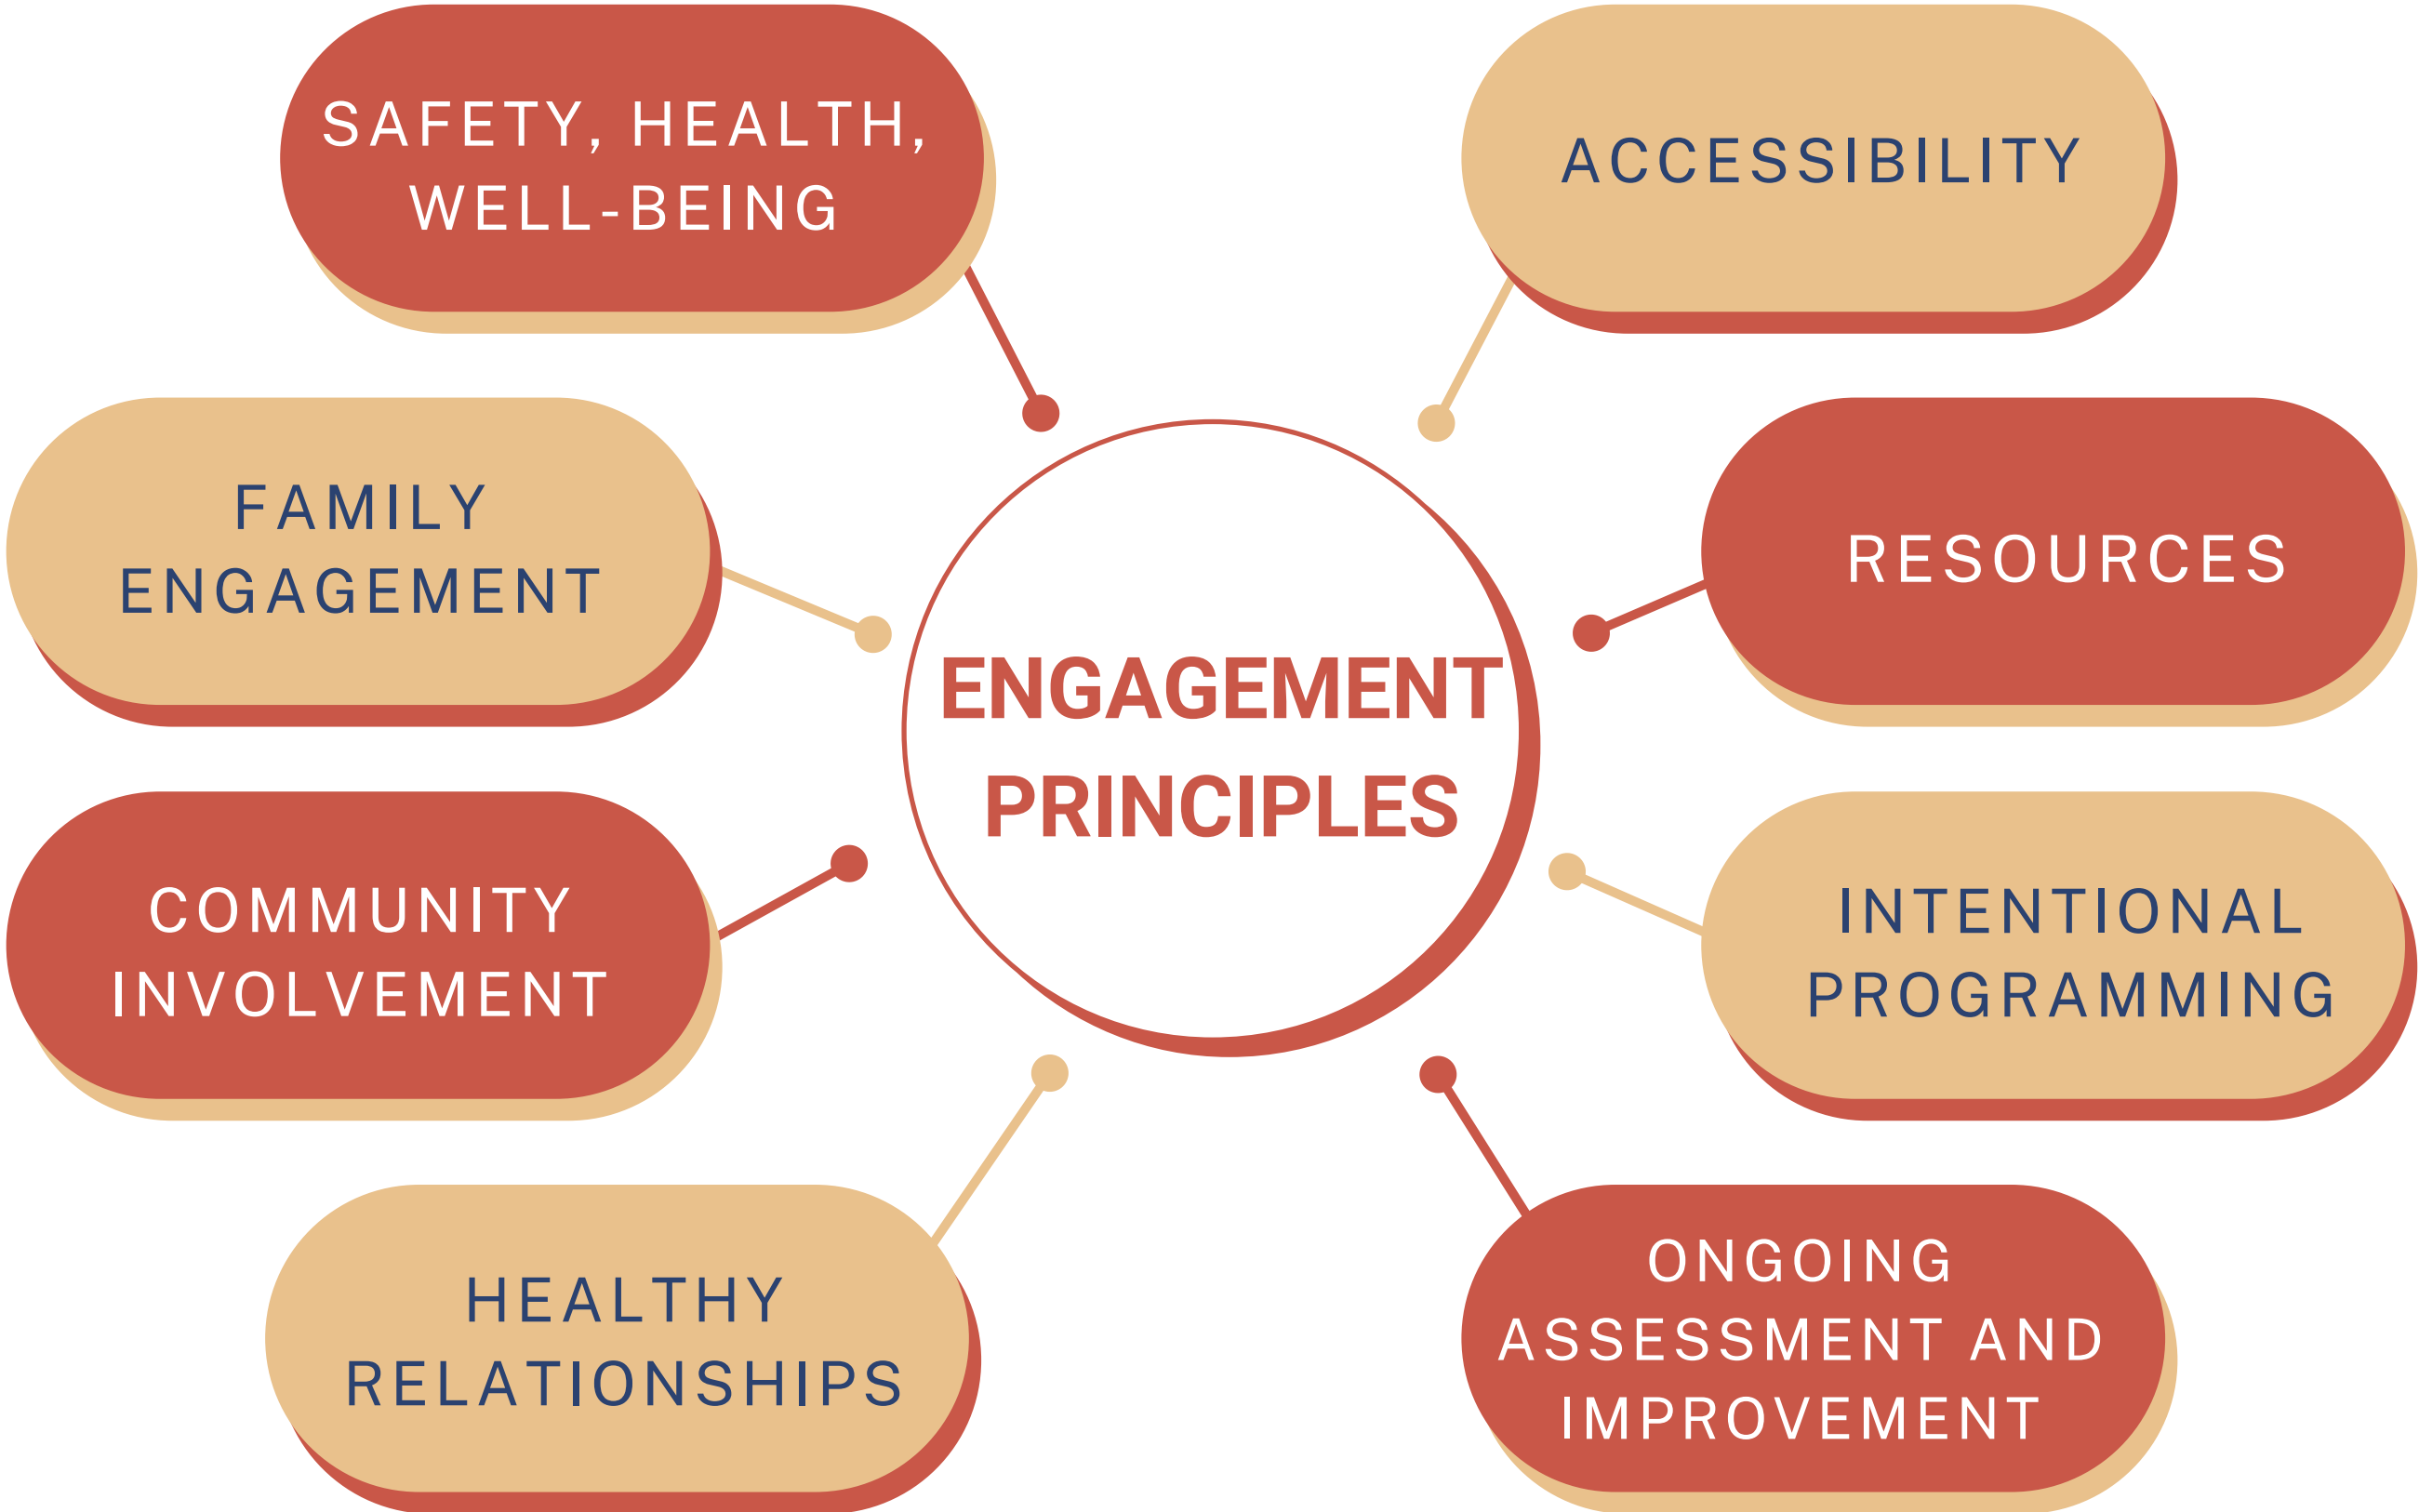 SAFETY, HEALTH,
WELL-BEING
ACCESSIBILITY
FAMILY
ENGAGEMENT
RESOURCES
ENGAGEMENT
PRINCIPLES
COMMUNITY
INVOLVEMENT
INTENTIONAL
PROGRAMMING
HEALTHY
RELATIONSHIPS
ONGOING
ASSESSMENT AND
IMPROVEMENT